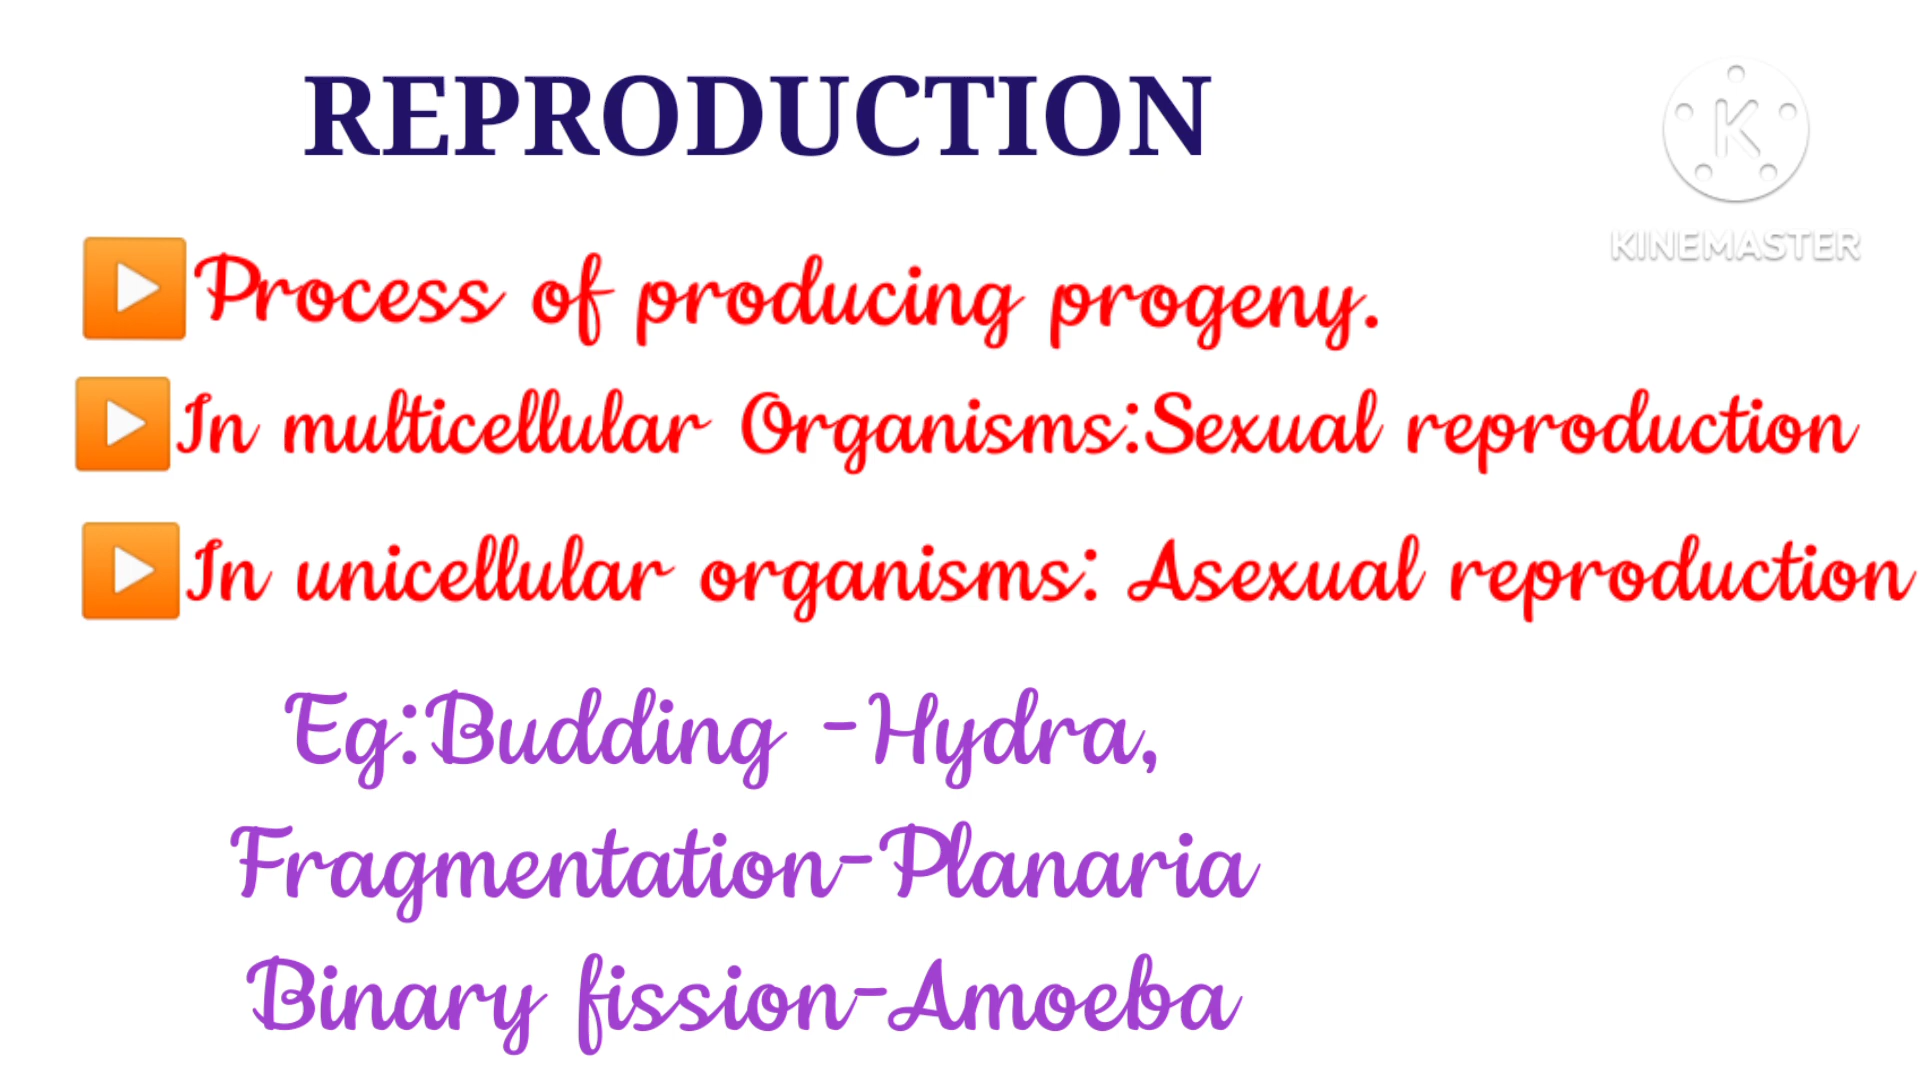 REPRODUCTION
K
KINEMASTER
Process of producing progeny.
In multicellular Organisms:Sexual reproduction
In unicellular organisms: Asexual reproduction
Eg:Budding -Hydra,
Fragmentation-Planaria
Binary fission-Amoeba